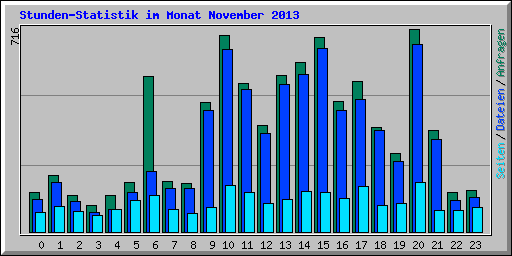 Stunden-Statistik im Monat November 2013
716
Seiten / Dateien / Anfragen
0 1 2 3 4 5 6 7 8 9 10 11 12 13 14 15 16 17 18 19 20 21 22 23